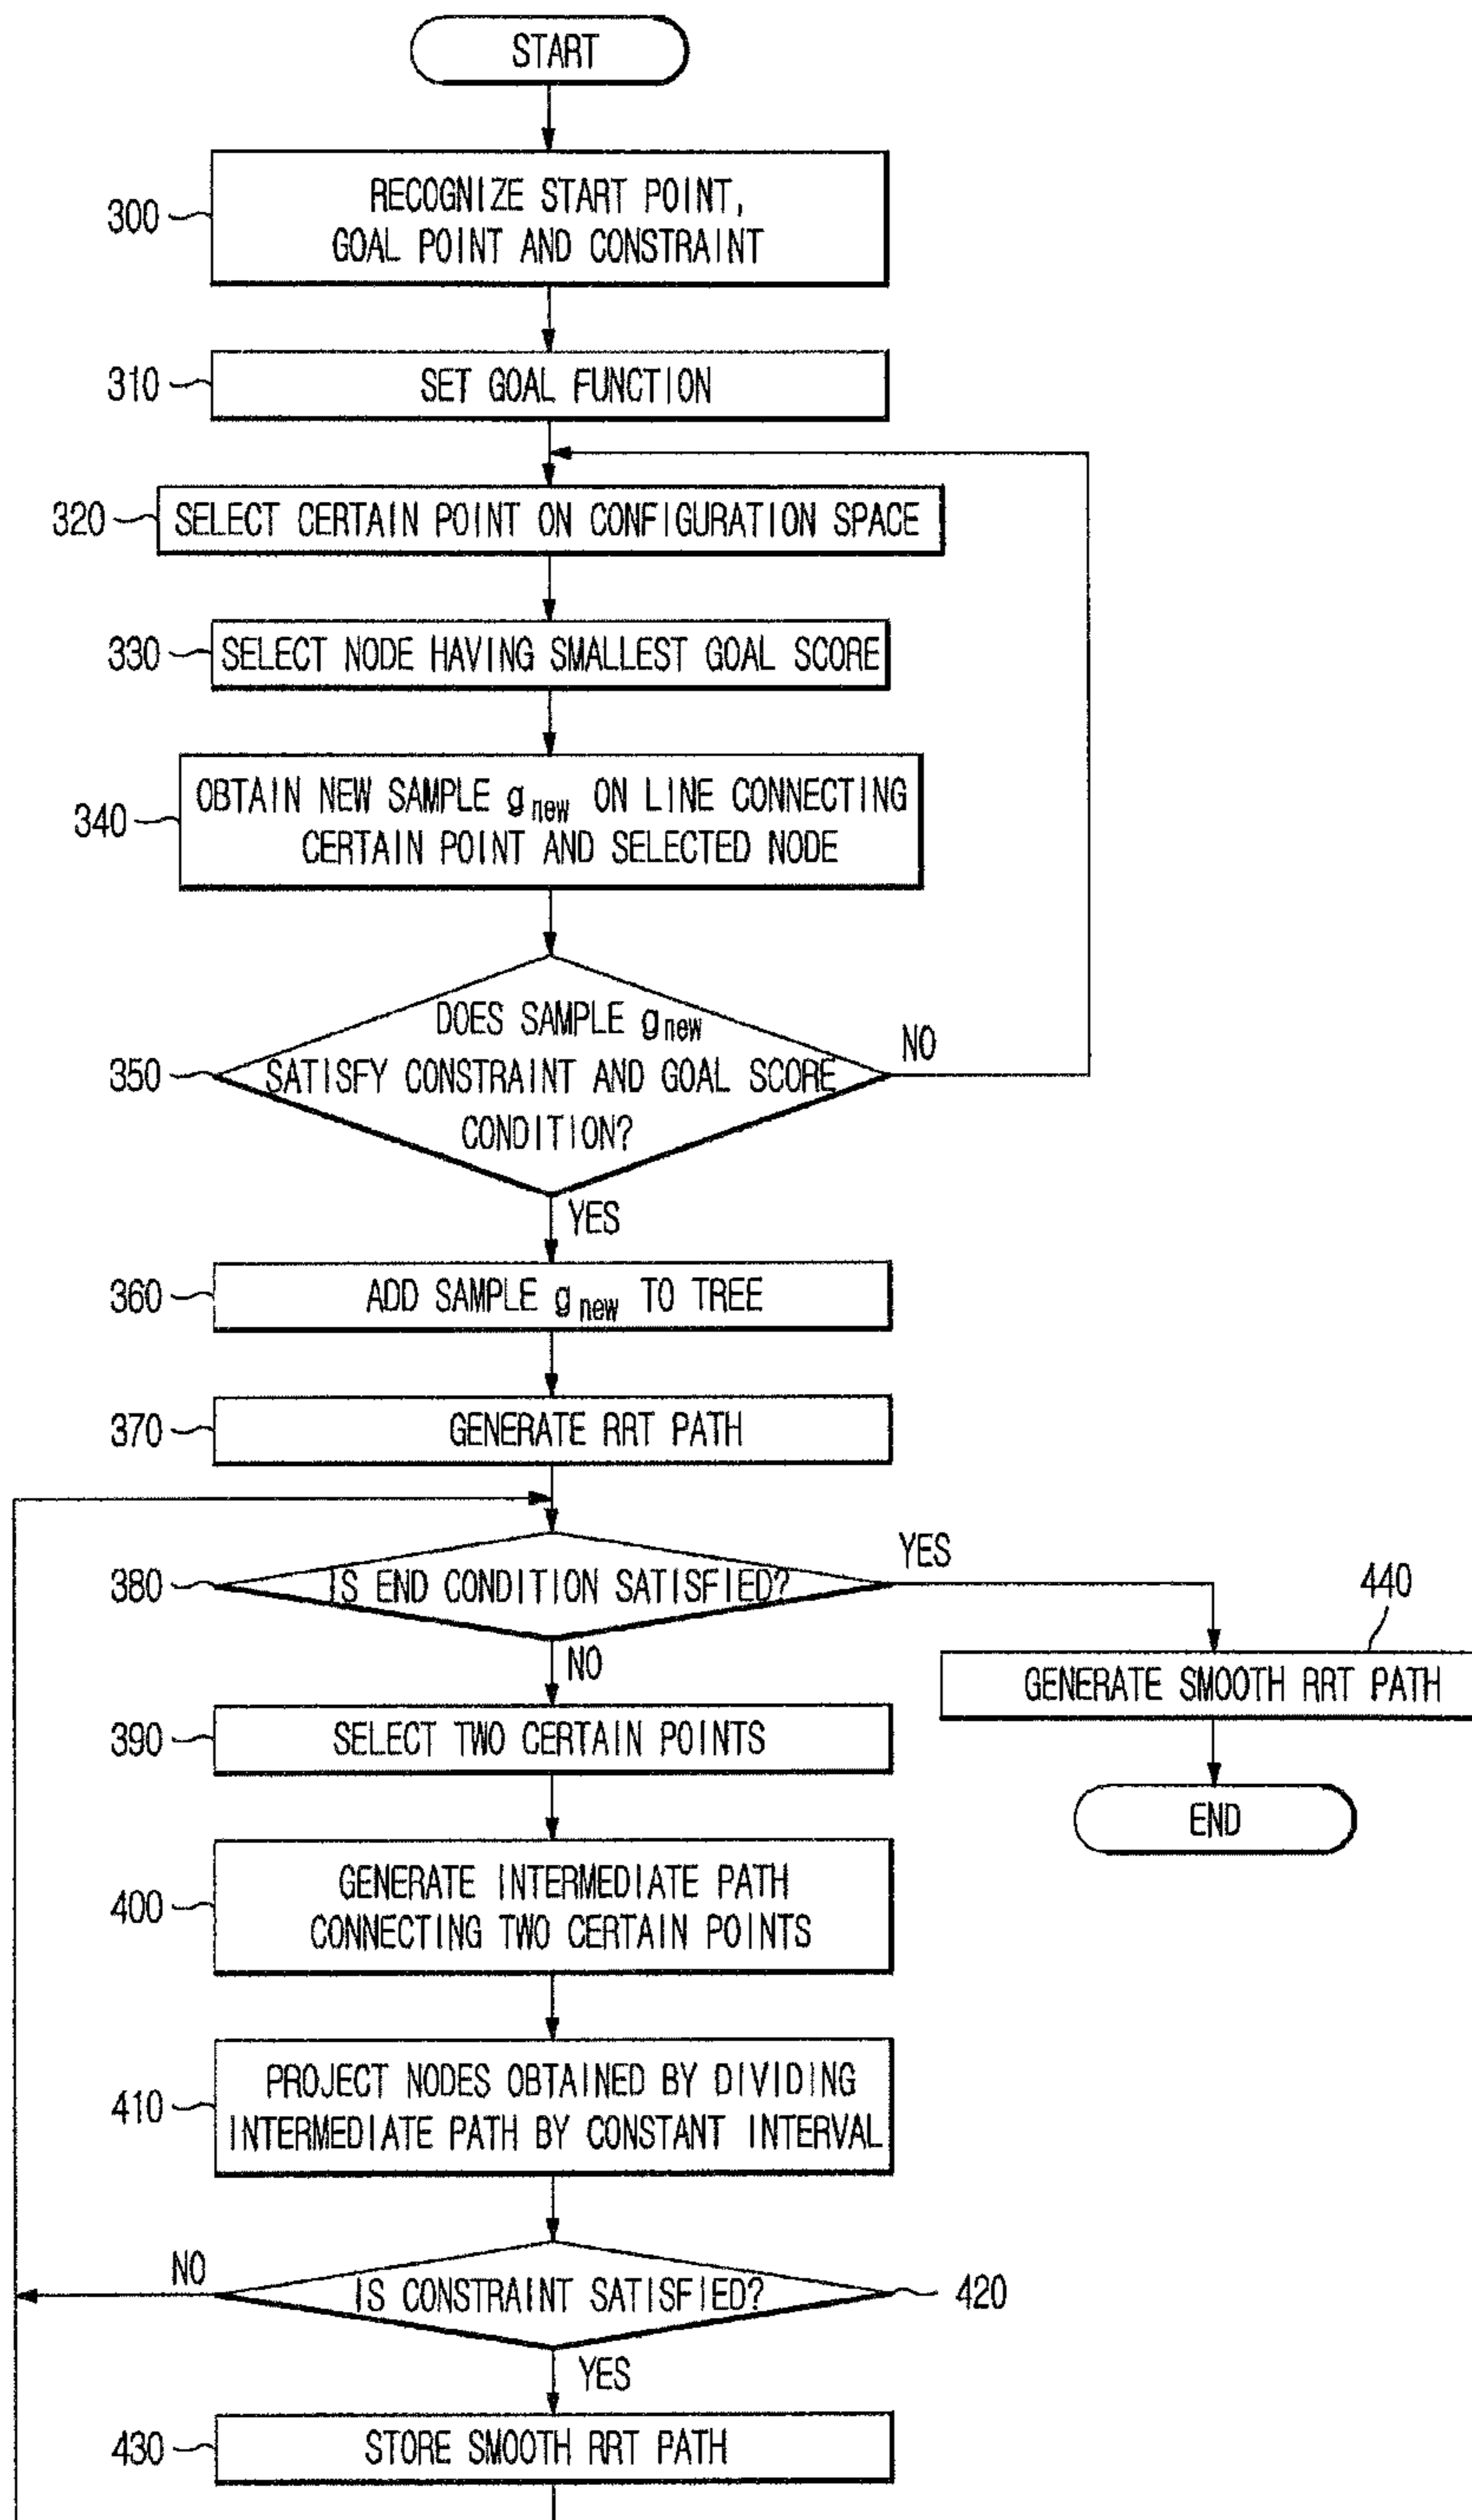 START
300
RECOGNIZE START POINT,
GOAL POINT AND CONSTRAINT
310
SET GOAL FUNCTION
320
SELECT CERTAIN POINT ON CONFIGURATION SPACE
330
SELECT NODE HAVING SMALLEST GOAL SCORE
340
OBTAIN NEW SAMPLE gnew ON LINE CONNECTING
CERTAIN POINT AND SELECTED NODE
350
DOES SAMPLE gnew
SATISFY CONSTRAINT AND GOAL SCORE
CONDITION?
NO
YES
360
ADD SAMPLE gnew TO TREE
370
GENERATE RRT PATH
380
IS END CONDITION SATISFIED?
YES
NO
440
GENERATE SMOOTH RRT PATH
END
390
SELECT TWO CERTAIN POINTS
400
GENERATE INTERMEDIATE PATH
CONNECTING TWO CERTAIN POINTS
410
PROJECT NODES OBTAINED BY DIVIDING
INTERMEDIATE PATH BY CONSTANT INTERVAL
NO
IS CONSTRAINT SATISFIED?
420
YES
430
STORE SMOOTH RRT PATH